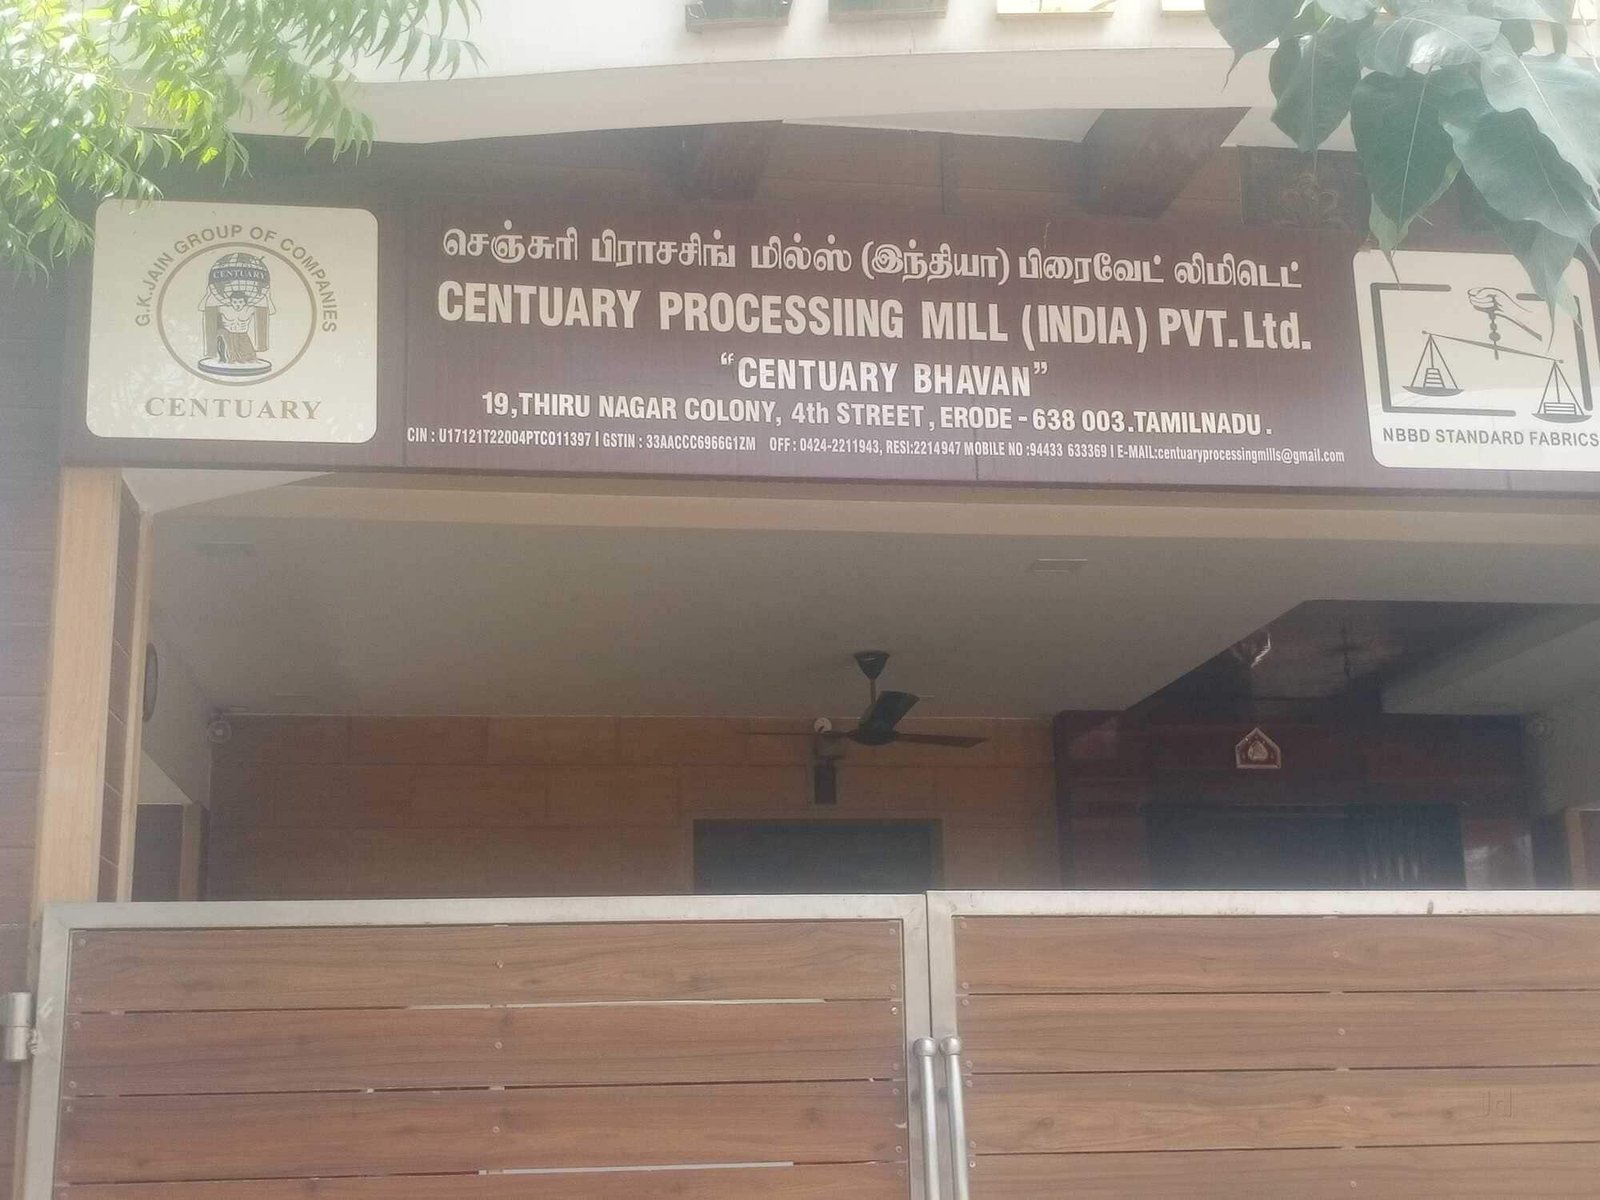 G.K.JAIN GROUP OF COMPANIES
CENTUARY
CENTUARY
செஞ்சுரி பிராசசிங் மில்ஸ் (இந்தியா) பிரைவேட் லிமிடெட்
CENTUARY PROCESSIING MILL (INDIA) PVT. Ltd.
“CENTUARY BHAVAN”
19,THIRU NAGAR COLONY, 4th STREET, ERODE - 638 003.TAMILNADU.
CIN : U17121T22004PTC011397 I GSTIN : 33AACCC6966G1ZM OFF : 0424-2211943, RESI:2214947 MOBILE NO :94433 633369 I E-MAIL:centuaryprocessingmills@gmail.com
NBBD STANDARD FABRICS
Jd